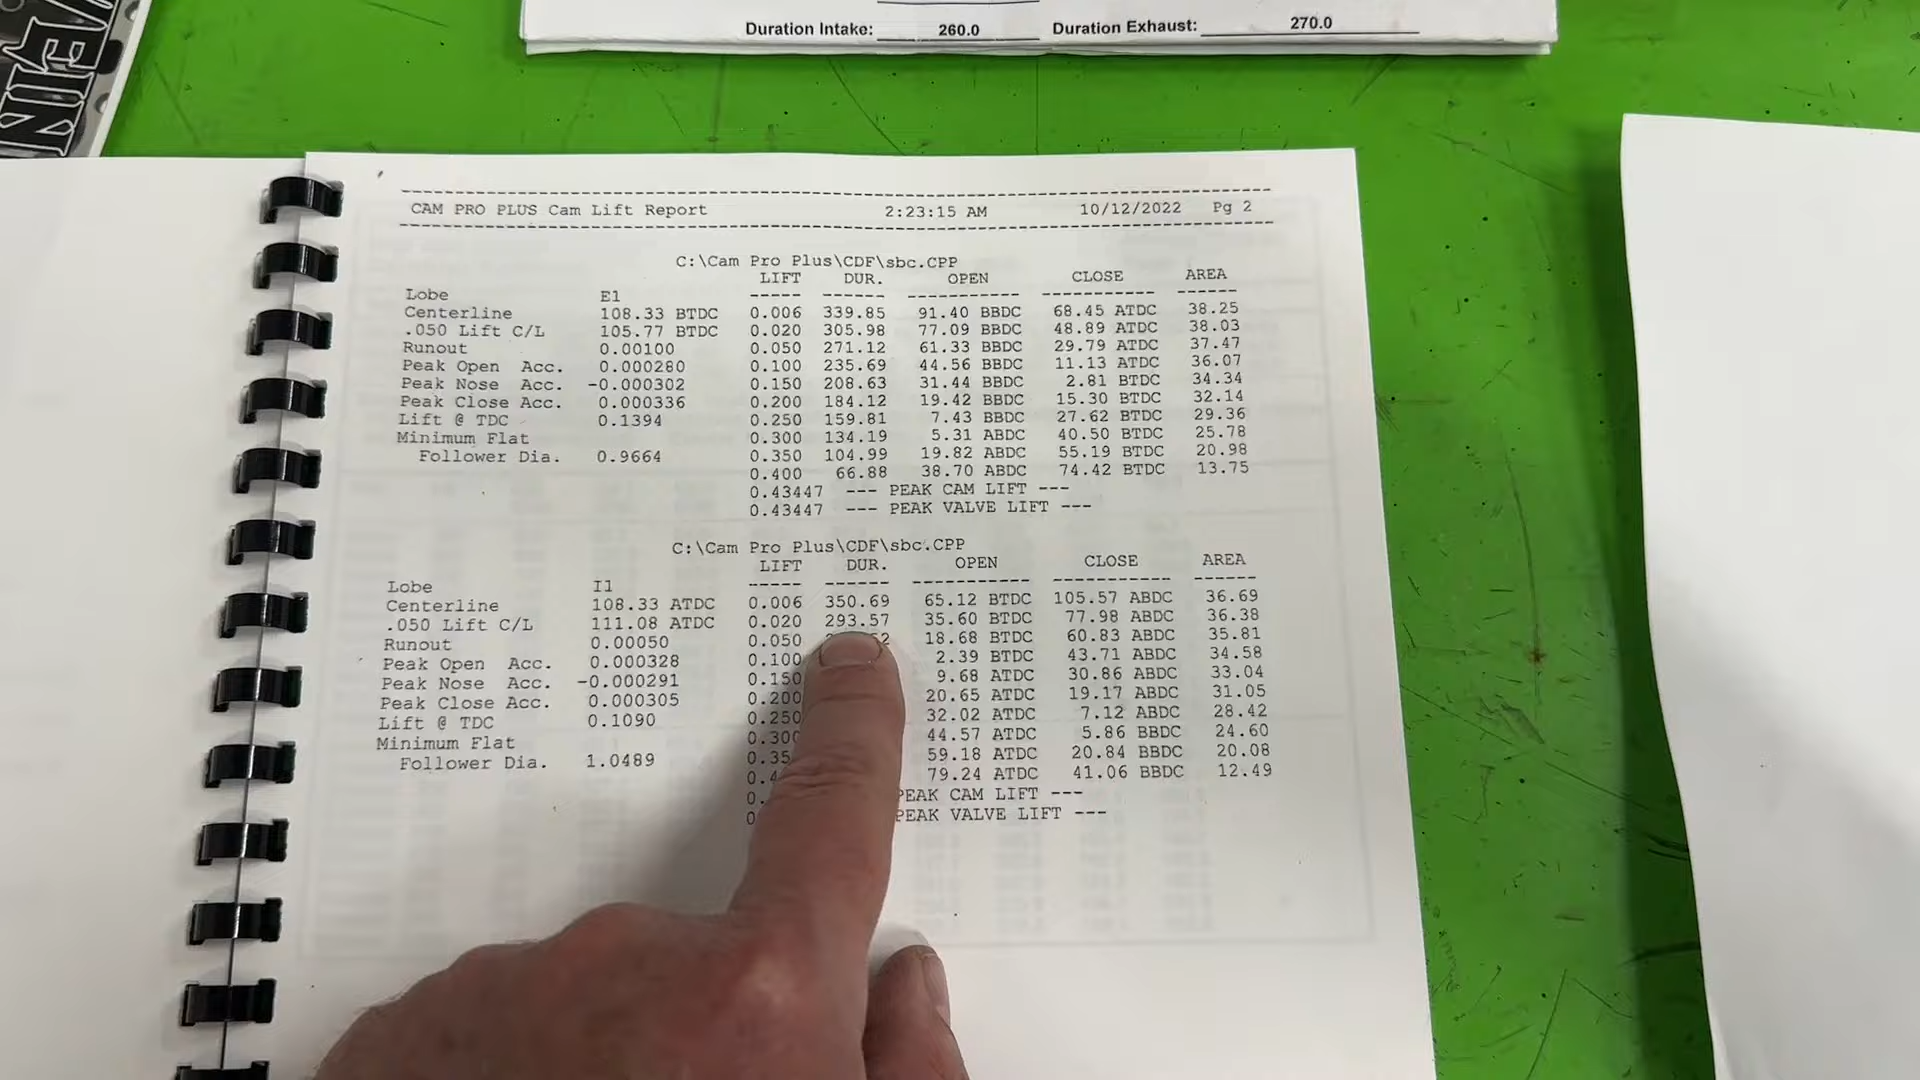 Duration Intake: 260.0 Duration Exhaust: 270.0
CAM PRO PLUS Cam Lift Report 2:23:15 AM 10/12/2022 Pg 2
C:\Cam Pro Plus\CDF\sbc.CPP
LIFT DUR. OPEN CLOSE AREA
Lobe E1
Centerline 108.33 BTDC 0.006 339.85 91.40 BBDC 68.45 ATDC 38.25
.050 Lift C/L 105.77 BTDC 0.020 305.98 77.09 BBDC 48.89 ATDC 38.03
Runout 0.00100 0.050 271.12 61.33 BBDC 29.79 ATDC 37.47
Peak Open Acc. 0.000280 0.100 235.69 44.56 BBDC 11.13 ATDC 36.07
Peak Nose Acc. -0.000302 0.150 208.63 31.44 BBDC 2.81 BTDC 34.34
Peak Close Acc. 0.000336 0.200 184.12 19.42 BBDC 15.30 BTDC 32.14
Lift @ TDC 0.1394 0.250 159.81 7.43 BBDC 27.62 BTDC 29.36
Minimum Flat 0.300 134.19 5.31 ABDC 40.50 BTDC 25.78
Follower Dia. 0.9664 0.350 104.99 19.82 ABDC 55.19 BTDC 20.98
0.400 66.88 38.70 ABDC 74.42 BTDC 13.75
0.43447 --- PEAK CAM LIFT ---
0.43447 --- PEAK VALVE LIFT ---
C:\Cam Pro Plus\CDF\sbc.CPP
LIFT DUR. OPEN CLOSE AREA
Lobe I1
Centerline 108.33 ATDC 0.006 350.69 65.12 BTDC 105.57 ABDC 36.69
.050 Lift C/L 111.08 ATDC 0.020 293.57 35.60 BTDC 77.98 ABDC 36.38
Runout 0.00050 0.050 18.68 BTDC 60.83 ABDC 35.81
Peak Open Acc. 0.000328 0.100 2.39 BTDC 43.71 ABDC 34.58
Peak Nose Acc. -0.000291 0.150 9.68 ATDC 30.86 ABDC 33.04
Peak Close Acc. 0.000305 0.200 20.65 ATDC 19.17 ABDC 31.05
Lift @ TDC 0.1090 0.250 32.02 ATDC 7.12 ABDC 28.42
Minimum Flat 0.300 44.57 ATDC 5.86 BBDC 24.60
Follower Dia. 1.0489 59.18 ATDC 20.84 BBDC 20.08
79.24 ATDC 41.06 BBDC 12.49
PEAK CAM LIFT ---
PEAK VALVE LIFT ---